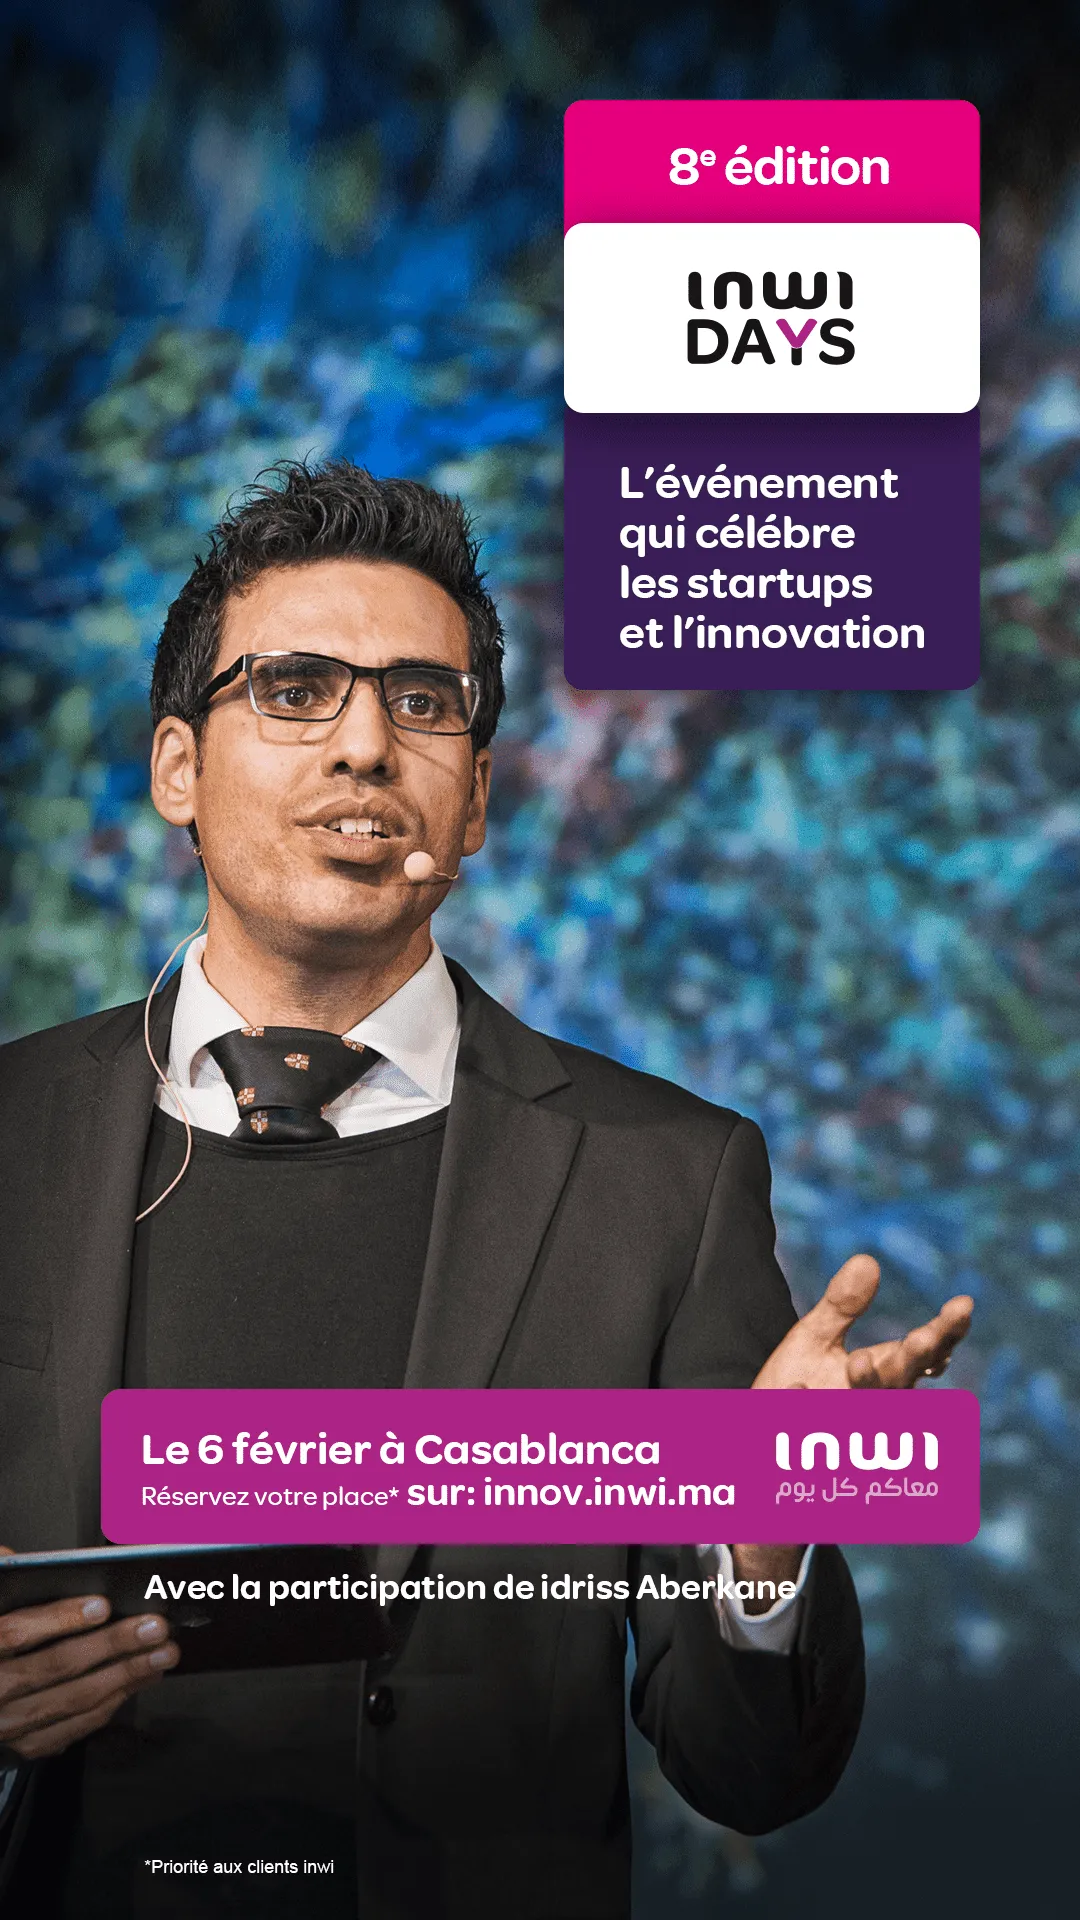 8e édition
inwi
DAYS
L'événement
qui célébre
les startups
et l'innovation
Le 6 février à Casablanca
Réservez votre place* sur: innov.inwi.ma
inwi
معاكم كل يوم
Avec la participation de idriss Aberkane
*Priorité aux clients inwi